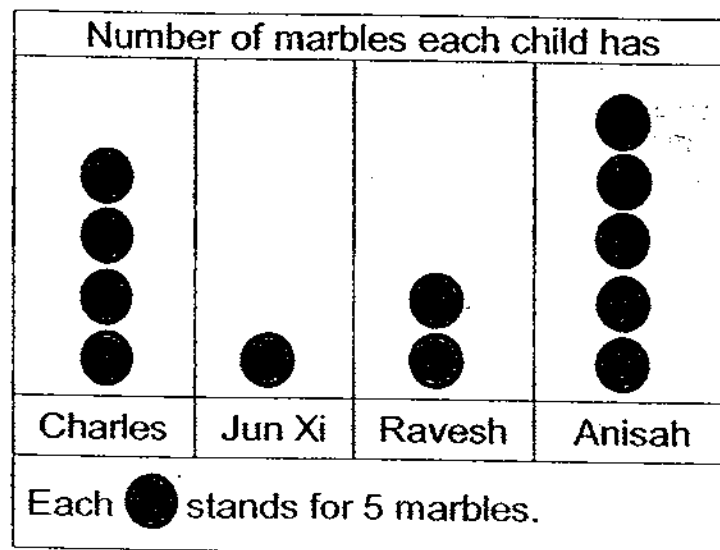 Number of marbles each child has
Charles Jun Xi Ravesh Anisah
Each stands for 5 marbles.